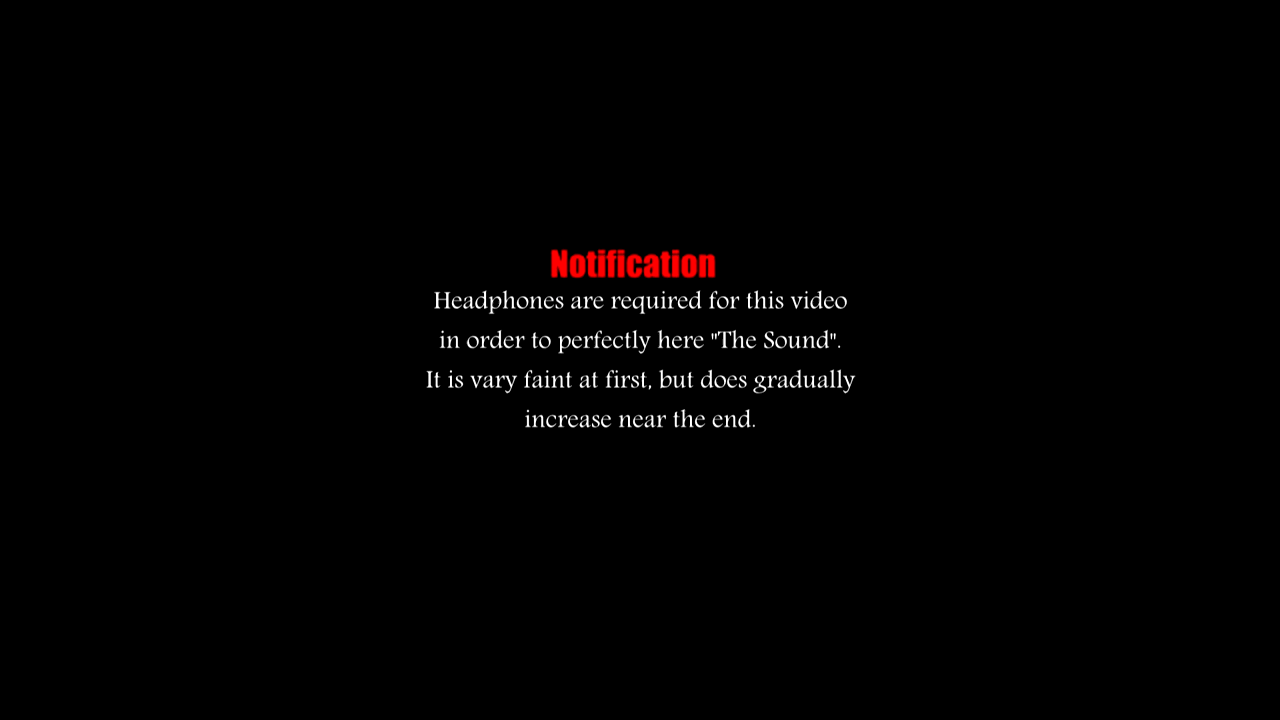 Notification
Headphones are required for this video
in order to perfectly here "The Sound".
It is vary faint at first, but does gradually
increase near the end.